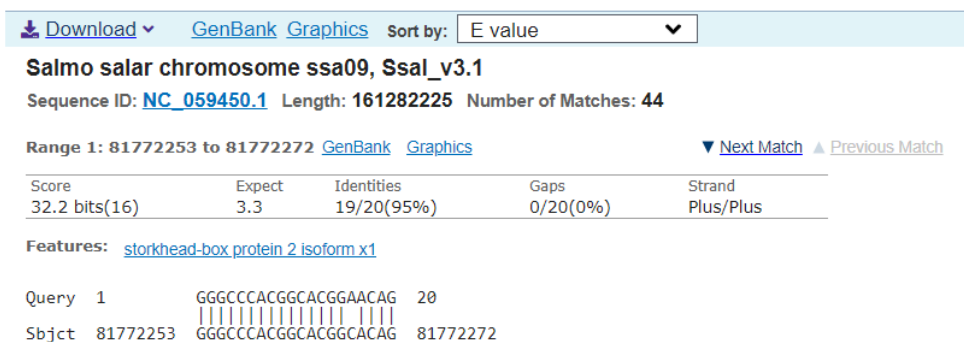 Download GenBank Graphics Sort by: E value
Salmo salar chromosome ssa09, Ssal_v3.1
Sequence ID: NC_059450.1 Length: 161282225 Number of Matches: 44
Range 1: 81772253 to 81772272 GenBank Graphics Next Match Previous Match
Score Expect Identities Gaps Strand
32.2 bits(16) 3.3 19/20(95%) 0/20(0%) Plus/Plus
Features: storkhead-box protein 2 isoform x1
Query 1 GGGCCCACGGCACGGAACAG 20
||||||||||||||| ||||
Sbjct 81772253 GGGCCCACGGCACGGCACAG 81772272